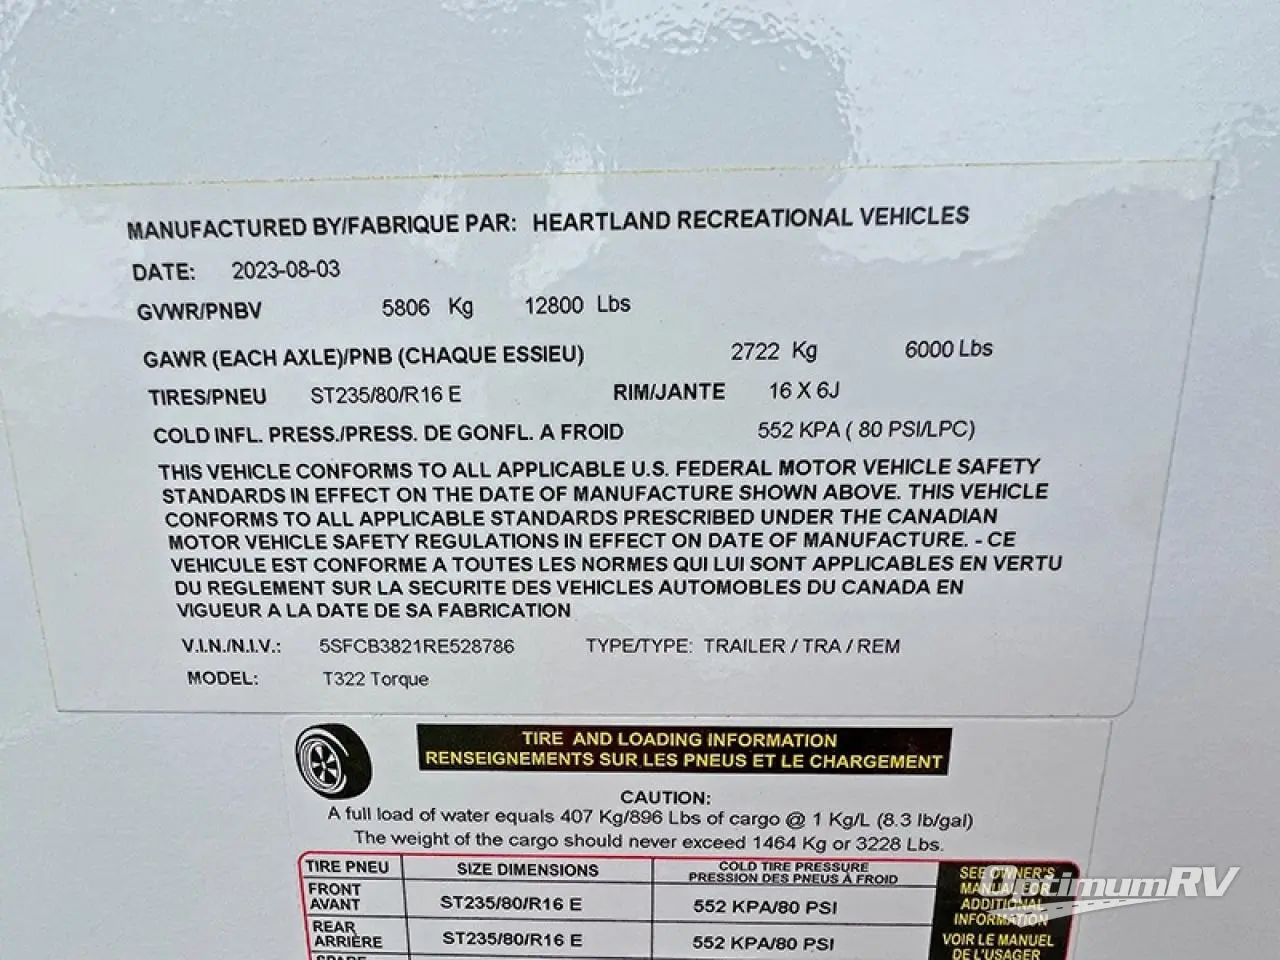 MANUFACTURED BY/FABRIQUE PAR: HEARTLAND RECREATIONAL VEHICLES
DATE: 2023-08-03
GVWR/PNBV 5806 Kg 12800 Lbs
GAWR (EACH AXLE)/PNB (CHAQUE ESSIEU) 2722 Kg 6000 Lbs
TIRES/PNEU ST235/80/R16 E RIM/JANTE 16 X 6J
COLD INFL. PRESS./PRESS. DE GONFL. A FROID 552 KPA ( 80 PSI/LPC)
THIS VEHICLE CONFORMS TO ALL APPLICABLE U.S. FEDERAL MOTOR VEHICLE SAFETY
STANDARDS IN EFFECT ON THE DATE OF MANUFACTURE SHOWN ABOVE. THIS VEHICLE
CONFORMS TO ALL APPLICABLE STANDARDS PRESCRIBED UNDER THE CANADIAN
MOTOR VEHICLE SAFETY REGULATIONS IN EFFECT ON DATE OF MANUFACTURE. - CE
VEHICULE EST CONFORME A TOUTES LES NORMES QUI LUI SONT APPLICABLES EN VERTU
DU REGLEMENT SUR LA SECURITE DES VEHICLES AUTOMOBILES DU CANADA EN
VIGUEUR A LA DATE DE SA FABRICATION
V.I.N./N.I.V.: 5SFCB3821RE528786 TYPE/TYPE: TRAILER / TRA / REM
MODEL: T322 Torque
TIRE AND LOADING INFORMATION
RENSEIGNEMENTS SUR LES PNEUS ET LE CHARGEMENT
CAUTION:
A full load of water equals 407 Kg/896 Lbs of cargo @ 1 Kg/L (8.3 lb/gal)
The weight of the cargo should never exceed 1464 Kg or 3228 Lbs.
TIRE PNEU SIZE DIMENSIONS COLD TIRE PRESSURE
PRESSION DES PNEUS À FROID
FRONT
AVANT ST235/80/R16 E 552 KPA/80 PSI
REAR
ARRIÈRE ST235/80/R16 E 552 KPA/80 PSI
SPARE
SEE OWNER'S
MANUAL FOR
ADDITIONAL
INFORMATION
VOIR LE MANUEL
DE L'USAGER
OptimumRV